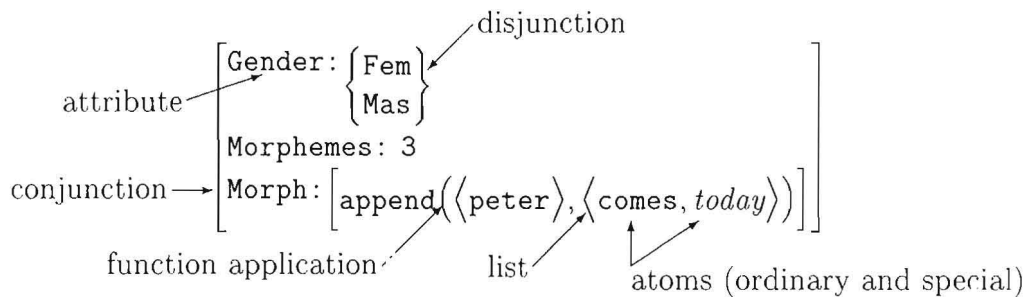 disjunction
Gender: { Fem
Mas }
attribute
Morphemes: 3
conjunction
Morph: [append(⟨peter⟩, ⟨comes, today⟩)]
function application
list
atoms (ordinary and special)